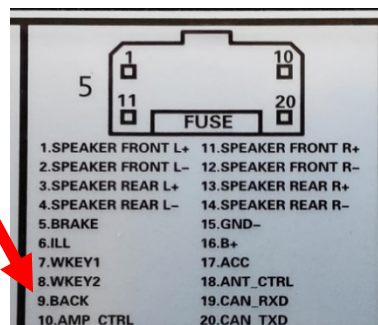 1 10
5
11 20
FUSE
1.SPEAKER FRONT L+ 11.SPEAKER FRONT R+
2.SPEAKER FRONT L- 12.SPEAKER FRONT R-
3.SPEAKER REAR L+ 13.SPEAKER REAR R+
4.SPEAKER REAR L- 14.SPEAKER REAR R-
5.BRAKE 15.GND-
6.ILL 16.B+
7.WKEY1 17.ACC
8.WKEY2 18.ANT_CTRL
9.BACK 19.CAN_RXD
10.AMP_CTRL 20.CAN_TXD